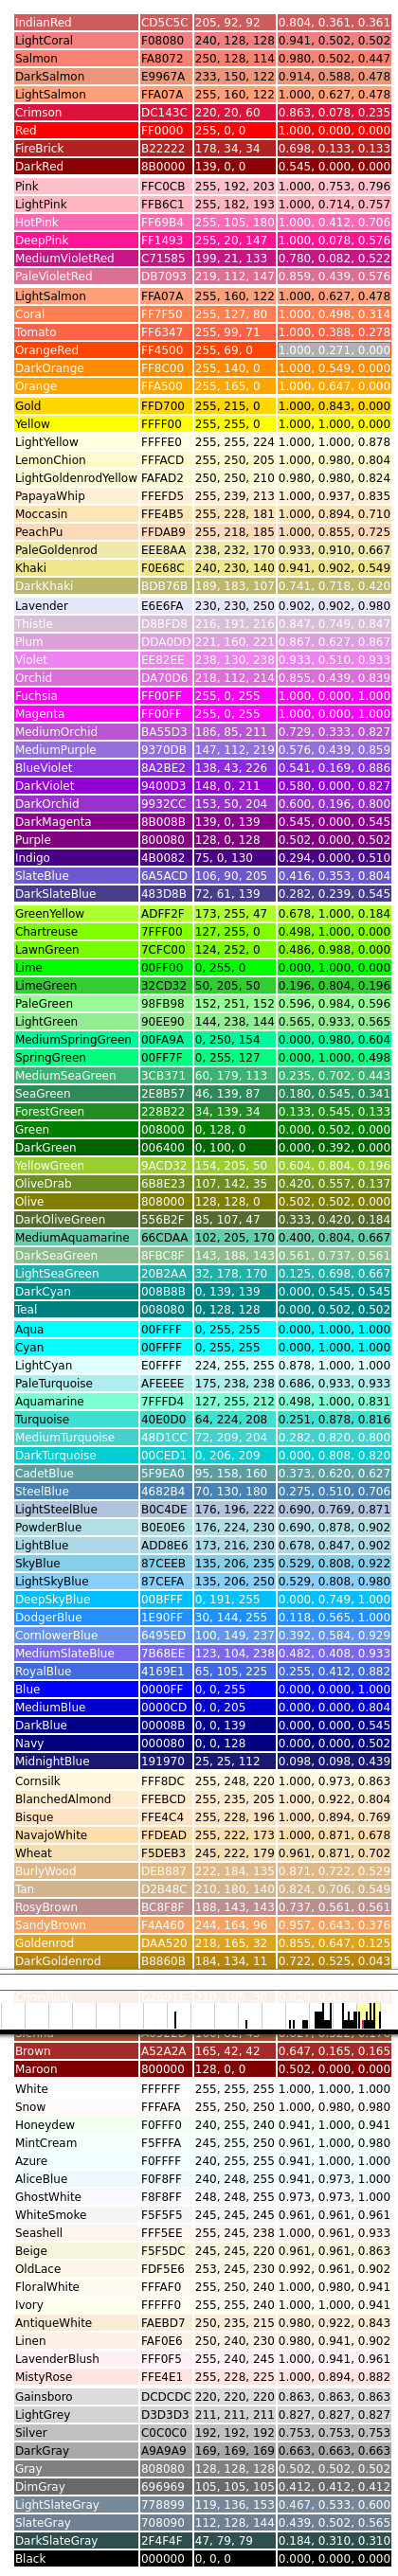 IndianRed CD5C5C 205, 92, 92 0.804, 0.361, 0.361
LightCoral F08080 240, 128, 128 0.941, 0.502, 0.502
Salmon FA8072 250, 128, 114 0.980, 0.502, 0.447
DarkSalmon E9967A 233, 150, 122 0.914, 0.588, 0.478
LightSalmon FFA07A 255, 160, 122 1.000, 0.627, 0.478
Crimson DC143C 220, 20, 60 0.863, 0.078, 0.235
Red FF0000 255, 0, 0 1.000, 0.000, 0.000
FireBrick B22222 178, 34, 34 0.698, 0.133, 0.133
DarkRed 8B0000 139, 0, 0 0.545, 0.000, 0.000
Pink FFC0CB 255, 192, 203 1.000, 0.753, 0.796
LightPink FFB6C1 255, 182, 193 1.000, 0.714, 0.757
HotPink FF69B4 255, 105, 180 1.000, 0.412, 0.706
DeepPink FF1493 255, 20, 147 1.000, 0.078, 0.576
MediumVioletRed C71585 199, 21, 133 0.780, 0.082, 0.522
PaleVioletRed DB7093 219, 112, 147 0.859, 0.439, 0.576
LightSalmon FFA07A 255, 160, 122 1.000, 0.627, 0.478
Coral FF7F50 255, 127, 80 1.000, 0.498, 0.314
Tomato FF6347 255, 99, 71 1.000, 0.388, 0.278
OrangeRed FF4500 255, 69, 0 1.000, 0.271, 0.000
DarkOrange FF8C00 255, 140, 0 1.000, 0.549, 0.000
Orange FFA500 255, 165, 0 1.000, 0.647, 0.000
Gold FFD700 255, 215, 0 1.000, 0.843, 0.000
Yellow FFFF00 255, 255, 0 1.000, 1.000, 0.000
LightYellow FFFFE0 255, 255, 224 1.000, 1.000, 0.878
LemonChion FFFACD 255, 250, 205 1.000, 0.980, 0.804
LightGoldenrodYellow FAFAD2 250, 250, 210 0.980, 0.980, 0.824
PapayaWhip FFEFD5 255, 239, 213 1.000, 0.937, 0.835
Moccasin FFE4B5 255, 228, 181 1.000, 0.894, 0.710
PeachPu FFDAB9 255, 218, 185 1.000, 0.855, 0.725
PaleGoldenrod EEE8AA 238, 232, 170 0.933, 0.910, 0.667
Khaki F0E68C 240, 230, 140 0.941, 0.902, 0.549
DarkKhaki BDB76B 189, 183, 107 0.741, 0.718, 0.420
Lavender E6E6FA 230, 230, 250 0.902, 0.902, 0.980
Thistle D8BFD8 216, 191, 216 0.847, 0.749, 0.847
Plum DDA0DD 221, 160, 221 0.867, 0.627, 0.867
Violet EE82EE 238, 130, 238 0.933, 0.510, 0.933
Orchid DA70D6 218, 112, 214 0.855, 0.439, 0.839
Fuchsia FF00FF 255, 0, 255 1.000, 0.000, 1.000
Magenta FF00FF 255, 0, 255 1.000, 0.000, 1.000
MediumOrchid BA55D3 186, 85, 211 0.729, 0.333, 0.827
MediumPurple 9370DB 147, 112, 219 0.576, 0.439, 0.859
BlueViolet 8A2BE2 138, 43, 226 0.541, 0.169, 0.886
DarkViolet 9400D3 148, 0, 211 0.580, 0.000, 0.827
DarkOrchid 9932CC 153, 50, 204 0.600, 0.196, 0.800
DarkMagenta 8B008B 139, 0, 139 0.545, 0.000, 0.545
Purple 800080 128, 0, 128 0.502, 0.000, 0.502
Indigo 4B0082 75, 0, 130 0.294, 0.000, 0.510
SlateBlue 6A5ACD 106, 90, 205 0.416, 0.353, 0.804
DarkSlateBlue 483D8B 72, 61, 139 0.282, 0.239, 0.545
GreenYellow ADFF2F 173, 255, 47 0.678, 1.000, 0.184
Chartreuse 7FFF00 127, 255, 0 0.498, 1.000, 0.000
LawnGreen 7CFC00 124, 252, 0 0.486, 0.988, 0.000
Lime 00FF00 0, 255, 0 0.000, 1.000, 0.000
LimeGreen 32CD32 50, 205, 50 0.196, 0.804, 0.196
PaleGreen 98FB98 152, 251, 152 0.596, 0.984, 0.596
LightGreen 90EE90 144, 238, 144 0.565, 0.933, 0.565
MediumSpringGreen 00FA9A 0, 250, 154 0.000, 0.980, 0.604
SpringGreen 00FF7F 0, 255, 127 0.000, 1.000, 0.498
MediumSeaGreen 3CB371 60, 179, 113 0.235, 0.702, 0.443
SeaGreen 2E8B57 46, 139, 87 0.180, 0.545, 0.341
ForestGreen 228B22 34, 139, 34 0.133, 0.545, 0.133
Green 008000 0, 128, 0 0.000, 0.502, 0.000
DarkGreen 006400 0, 100, 0 0.000, 0.392, 0.000
YellowGreen 9ACD32 154, 205, 50 0.604, 0.804, 0.196
OliveDrab 6B8E23 107, 142, 35 0.420, 0.557, 0.137
Olive 808000 128, 128, 0 0.502, 0.502, 0.000
DarkOliveGreen 556B2F 85, 107, 47 0.333, 0.420, 0.184
MediumAquamarine 66CDAA 102, 205, 170 0.400, 0.804, 0.667
DarkSeaGreen 8FBC8F 143, 188, 143 0.561, 0.737, 0.561
LightSeaGreen 20B2AA 32, 178, 170 0.125, 0.698, 0.667
DarkCyan 008B8B 0, 139, 139 0.000, 0.545, 0.545
Teal 008080 0, 128, 128 0.000, 0.502, 0.502
Aqua 00FFFF 0, 255, 255 0.000, 1.000, 1.000
Cyan 00FFFF 0, 255, 255 0.000, 1.000, 1.000
LightCyan E0FFFF 224, 255, 255 0.878, 1.000, 1.000
PaleTurquoise AFEEEE 175, 238, 238 0.686, 0.933, 0.933
Aquamarine 7FFFD4 127, 255, 212 0.498, 1.000, 0.831
Turquoise 40E0D0 64, 224, 208 0.251, 0.878, 0.816
MediumTurquoise 48D1CC 72, 209, 204 0.282, 0.820, 0.800
DarkTurquoise 00CED1 0, 206, 209 0.000, 0.808, 0.820
CadetBlue 5F9EA0 95, 158, 160 0.373, 0.620, 0.627
SteelBlue 4682B4 70, 130, 180 0.275, 0.510, 0.706
LightSteelBlue B0C4DE 176, 196, 222 0.690, 0.769, 0.871
PowderBlue B0E0E6 176, 224, 230 0.690, 0.878, 0.902
LightBlue ADD8E6 173, 216, 230 0.678, 0.847, 0.902
SkyBlue 87CEEB 135, 206, 235 0.529, 0.808, 0.922
LightSkyBlue 87CEFA 135, 206, 250 0.529, 0.808, 0.980
DeepSkyBlue 00BFFF 0, 191, 255 0.000, 0.749, 1.000
DodgerBlue 1E90FF 30, 144, 255 0.118, 0.565, 1.000
CornlowerBlue 6495ED 100, 149, 237 0.392, 0.584, 0.929
MediumSlateBlue 7B68EE 123, 104, 238 0.482, 0.408, 0.933
RoyalBlue 4169E1 65, 105, 225 0.255, 0.412, 0.882
Blue 0000FF 0, 0, 255 0.000, 0.000, 1.000
MediumBlue 0000CD 0, 0, 205 0.000, 0.000, 0.804
DarkBlue 00008B 0, 0, 139 0.000, 0.000, 0.545
Navy 000080 0, 0, 128 0.000, 0.000, 0.502
MidnightBlue 191970 25, 25, 112 0.098, 0.098, 0.439
Cornsilk FFF8DC 255, 248, 220 1.000, 0.973, 0.863
BlanchedAlmond FFEBCD 255, 235, 205 1.000, 0.922, 0.804
Bisque FFE4C4 255, 228, 196 1.000, 0.894, 0.769
NavajoWhite FFDEAD 255, 222, 173 1.000, 0.871, 0.678
Wheat F5DEB3 245, 222, 179 0.961, 0.871, 0.702
BurlyWood DEB887 222, 184, 135 0.871, 0.722, 0.529
Tan D2B48C 210, 180, 140 0.824, 0.706, 0.549
RosyBrown BC8F8F 188, 143, 143 0.737, 0.561, 0.561
SandyBrown F4A460 244, 164, 96 0.957, 0.643, 0.376
Goldenrod DAA520 218, 165, 32 0.855, 0.647, 0.125
DarkGoldenrod B8860B 184, 134, 11 0.722, 0.525, 0.043
Brown A52A2A 165, 42, 42 0.647, 0.165, 0.165
Maroon 800000 128, 0, 0 0.502, 0.000, 0.000
White FFFFFF 255, 255, 255 1.000, 1.000, 1.000
Snow FFFAFA 255, 250, 250 1.000, 0.980, 0.980
Honeydew F0FFF0 240, 255, 240 0.941, 1.000, 0.941
MintCream F5FFFA 245, 255, 250 0.961, 1.000, 0.980
Azure F0FFFF 240, 255, 255 0.941, 1.000, 1.000
AliceBlue F0F8FF 240, 248, 255 0.941, 0.973, 1.000
GhostWhite F8F8FF 248, 248, 255 0.973, 0.973, 1.000
WhiteSmoke F5F5F5 245, 245, 245 0.961, 0.961, 0.961
Seashell FFF5EE 255, 245, 238 1.000, 0.961, 0.933
Beige F5F5DC 245, 245, 220 0.961, 0.961, 0.863
OldLace FDF5E6 253, 245, 230 0.992, 0.961, 0.902
FloralWhite FFFAF0 255, 250, 240 1.000, 0.980, 0.941
Ivory FFFFF0 255, 255, 240 1.000, 1.000, 0.941
AntiqueWhite FAEBD7 250, 235, 215 0.980, 0.922, 0.843
Linen FAF0E6 250, 240, 230 0.980, 0.941, 0.902
LavenderBlush FFF0F5 255, 240, 245 1.000, 0.941, 0.961
MistyRose FFE4E1 255, 228, 225 1.000, 0.894, 0.882
Gainsboro DCDCDC 220, 220, 220 0.863, 0.863, 0.863
LightGrey D3D3D3 211, 211, 211 0.827, 0.827, 0.827
Silver C0C0C0 192, 192, 192 0.753, 0.753, 0.753
DarkGray A9A9A9 169, 169, 169 0.663, 0.663, 0.663
Gray 808080 128, 128, 128 0.502, 0.502, 0.502
DimGray 696969 105, 105, 105 0.412, 0.412, 0.412
LightSlateGray 778899 119, 136, 153 0.467, 0.533, 0.600
SlateGray 708090 112, 128, 144 0.439, 0.502, 0.565
DarkSlateGray 2F4F4F 47, 79, 79 0.184, 0.310, 0.310
Black 000000 0, 0, 0 0.000, 0.000, 0.000